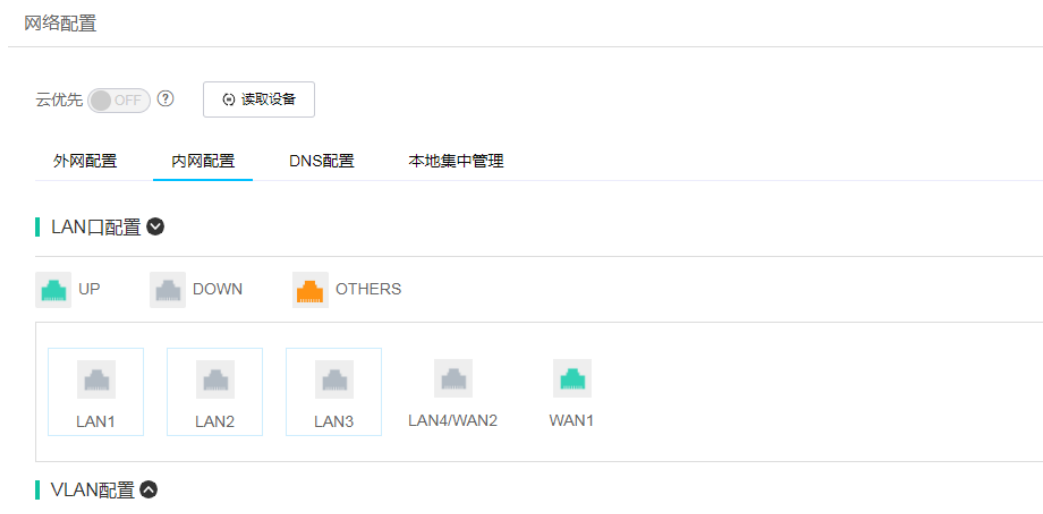 网络配置
云优先 OFF ? 读取设备
外网配置 内网配置 DNS配置 本地集中管理
LAN口配置
UP DOWN OTHERS
LAN1 LAN2 LAN3 LAN4/WAN2 WAN1
VLAN配置